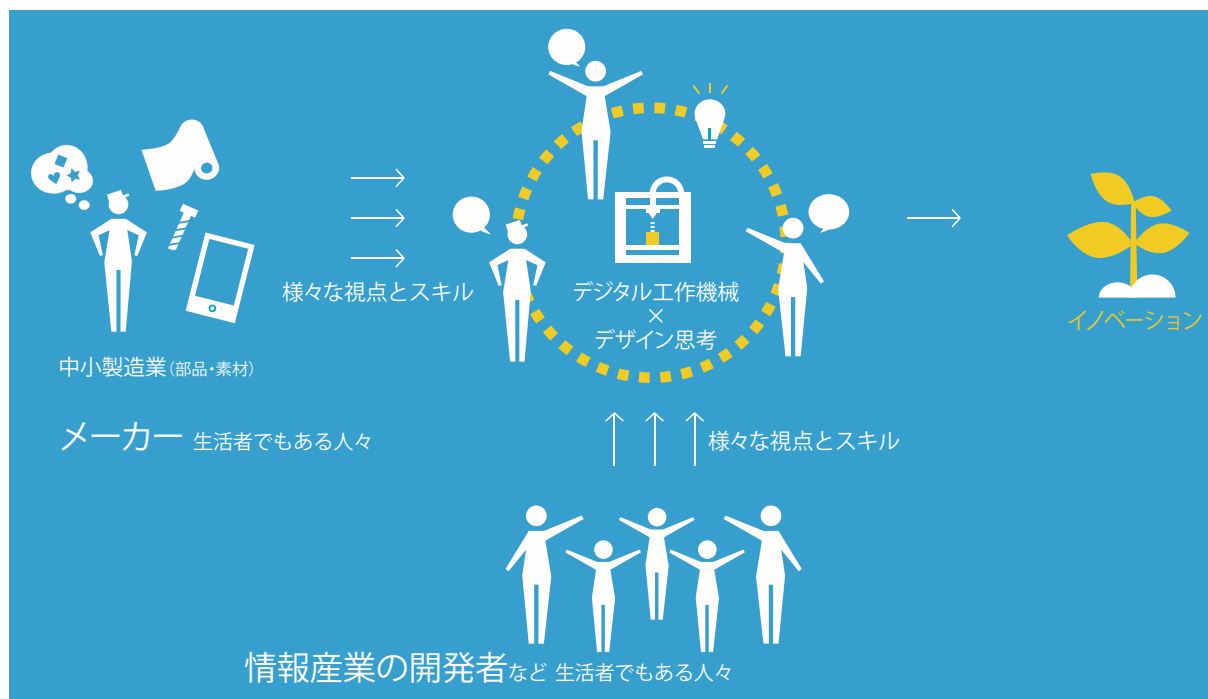 様々な視点とスキル
デジタル工作機械
×
デザイン思考
イノベーション
中小製造業（部品・素材）
メーカー 生活者でもある人々
様々な視点とスキル
情報産業の開発者など 生活者でもある人々